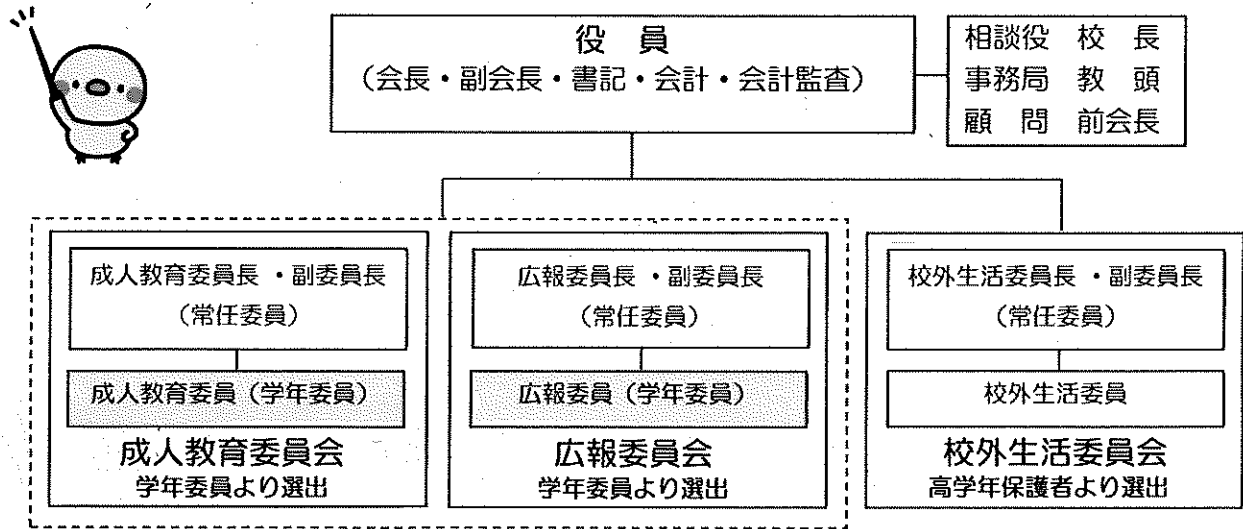 役　員
（会長・副会長・書記・会計・会計監査）
相談役　校　長
事務局　教　頭
顧　問　前会長
成人教育委員長 ・副委員長
（常任委員）
成人教育委員（学年委員）
成人教育委員会
学年委員より選出
広報委員長 ・副委員長
（常任委員）
広報委員（学年委員）
広報委員会
学年委員より選出
校外生活委員長 ・副委員長
（常任委員）
校外生活委員
校外生活委員会
高学年保護者より選出